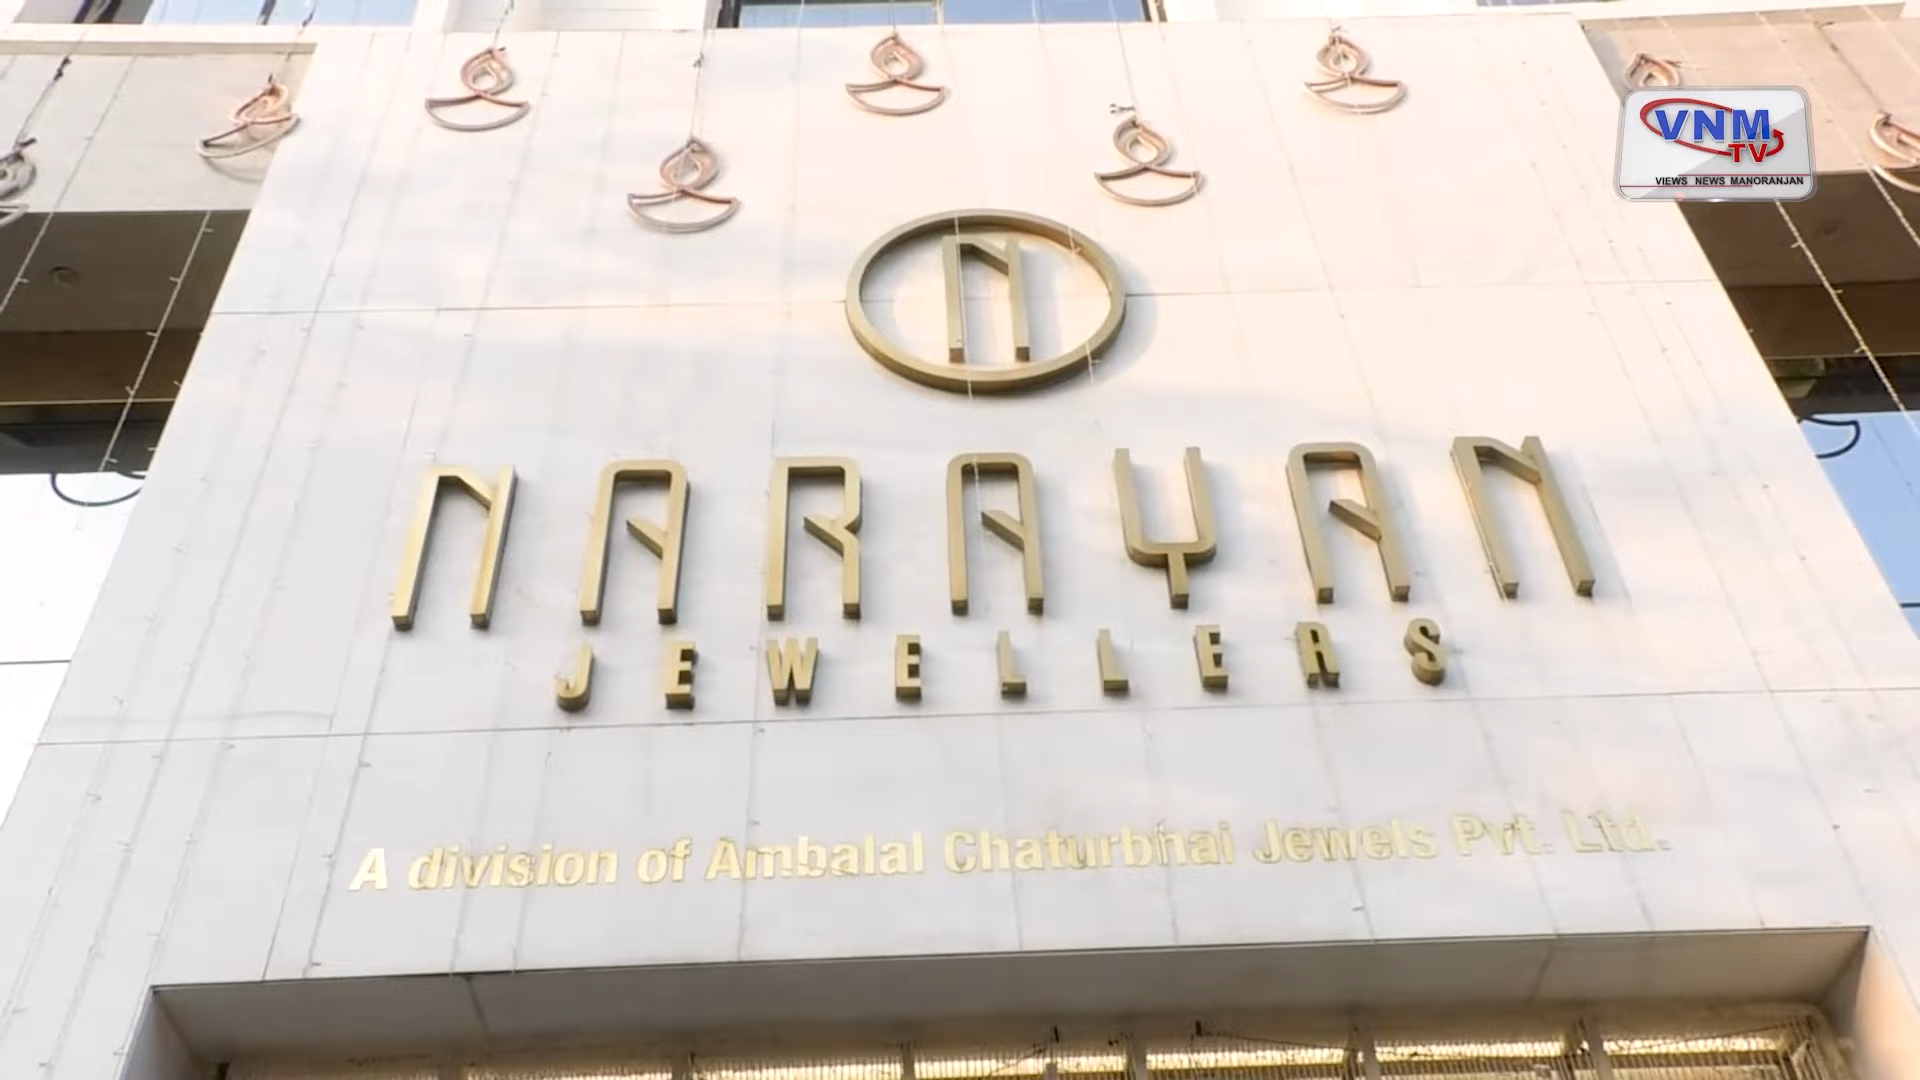 VNM
TV
VIEWS NEWS MANORANJAN
N
NARAYAN
JEWELLERS
A division of Ambalal Chaturbhai Jewels Pvt. Ltd.